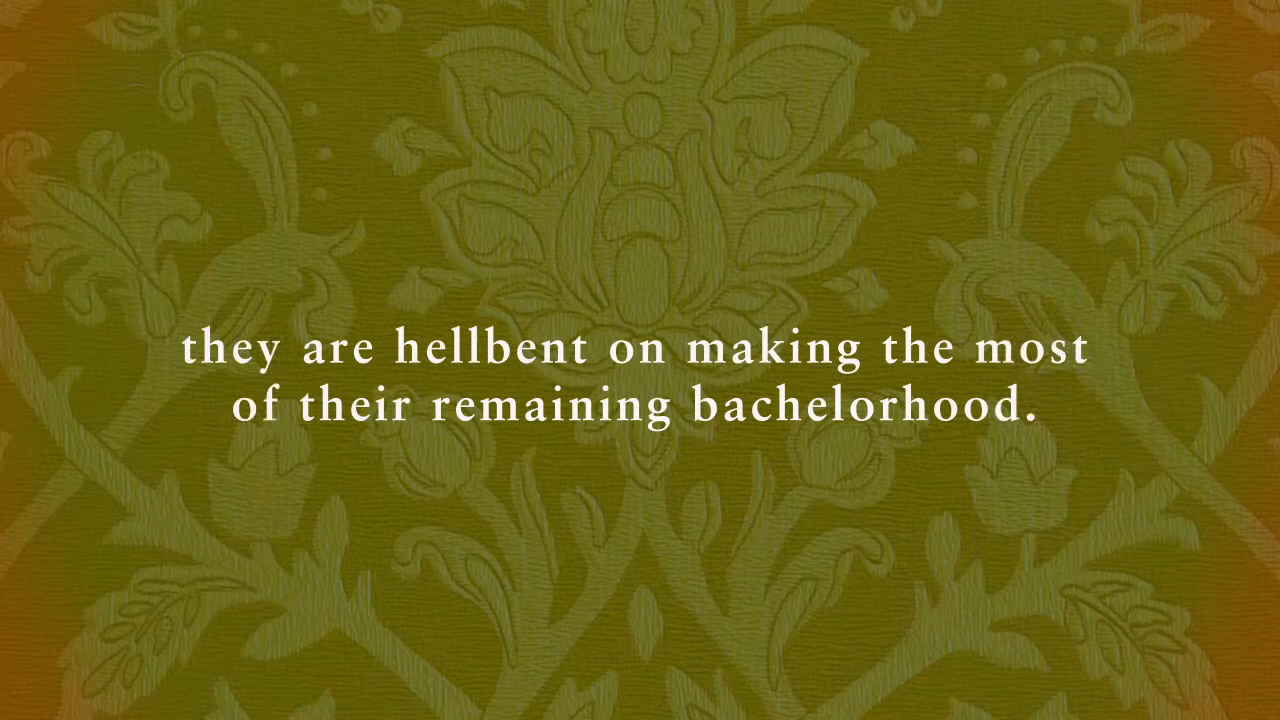 they are hellbent on making the most
of their remaining bachelorhood.